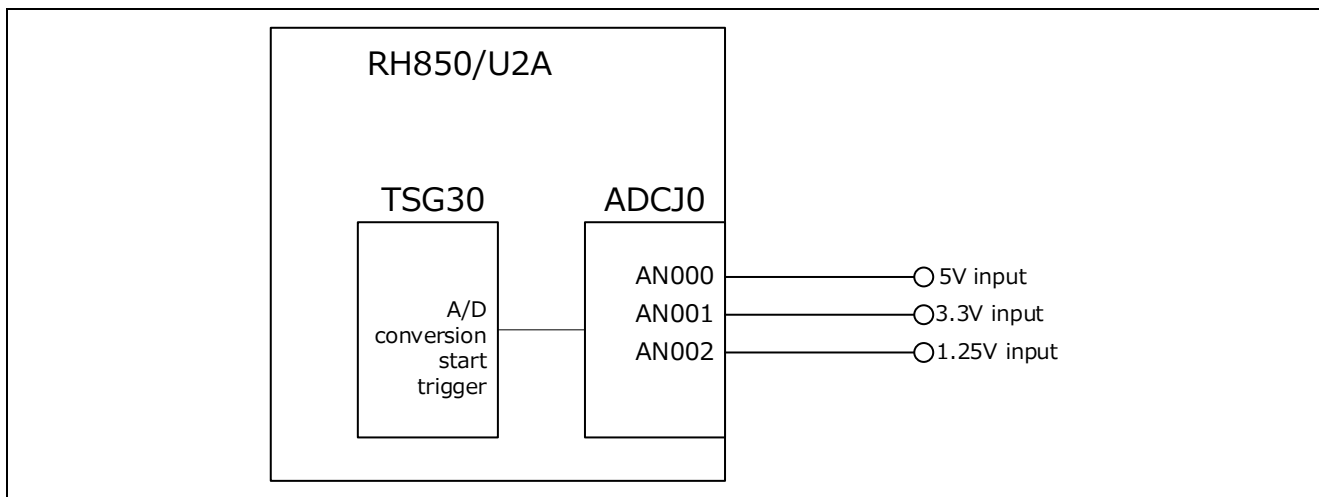 RH850/U2A
TSG30
ADCJ0
A/D
conversion
start
trigger
AN000
AN001
AN002
5V input
3.3V input
1.25V input